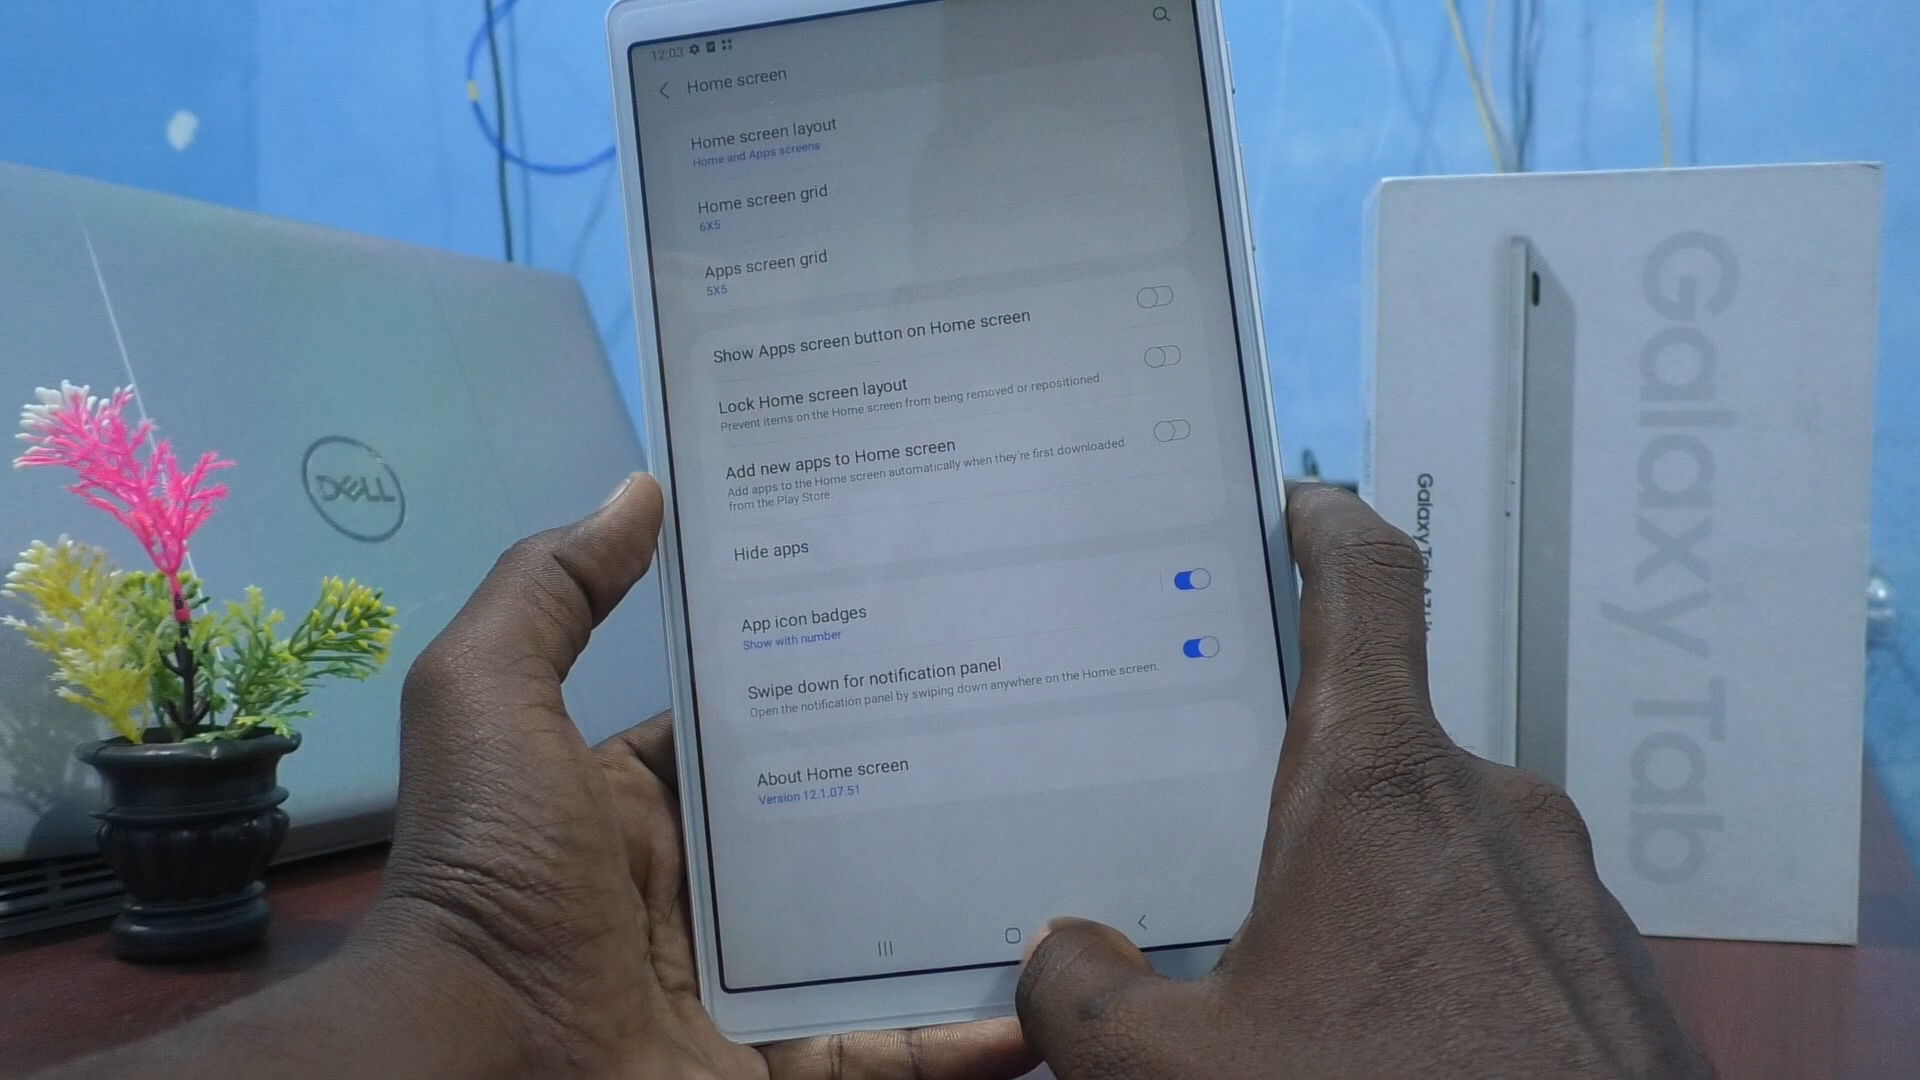 12:03
Home screen
Home screen layout
Home and Apps screens
Home screen grid
6X5
Apps screen grid
5X5
Show Apps screen button on Home screen
Lock Home screen layout
Prevent items on the Home screen from being removed or repositioned.
Add new apps to Home screen
Add apps to the Home screen automatically when they're first downloaded
from the Play Store.
Hide apps
App icon badges
Show with number
Swipe down for notification panel
Open the notification panel by swiping down anywhere on the Home screen.
About Home screen
Version 12.1.07.51
DELL
Galaxy Tab
Galaxy Tab A7